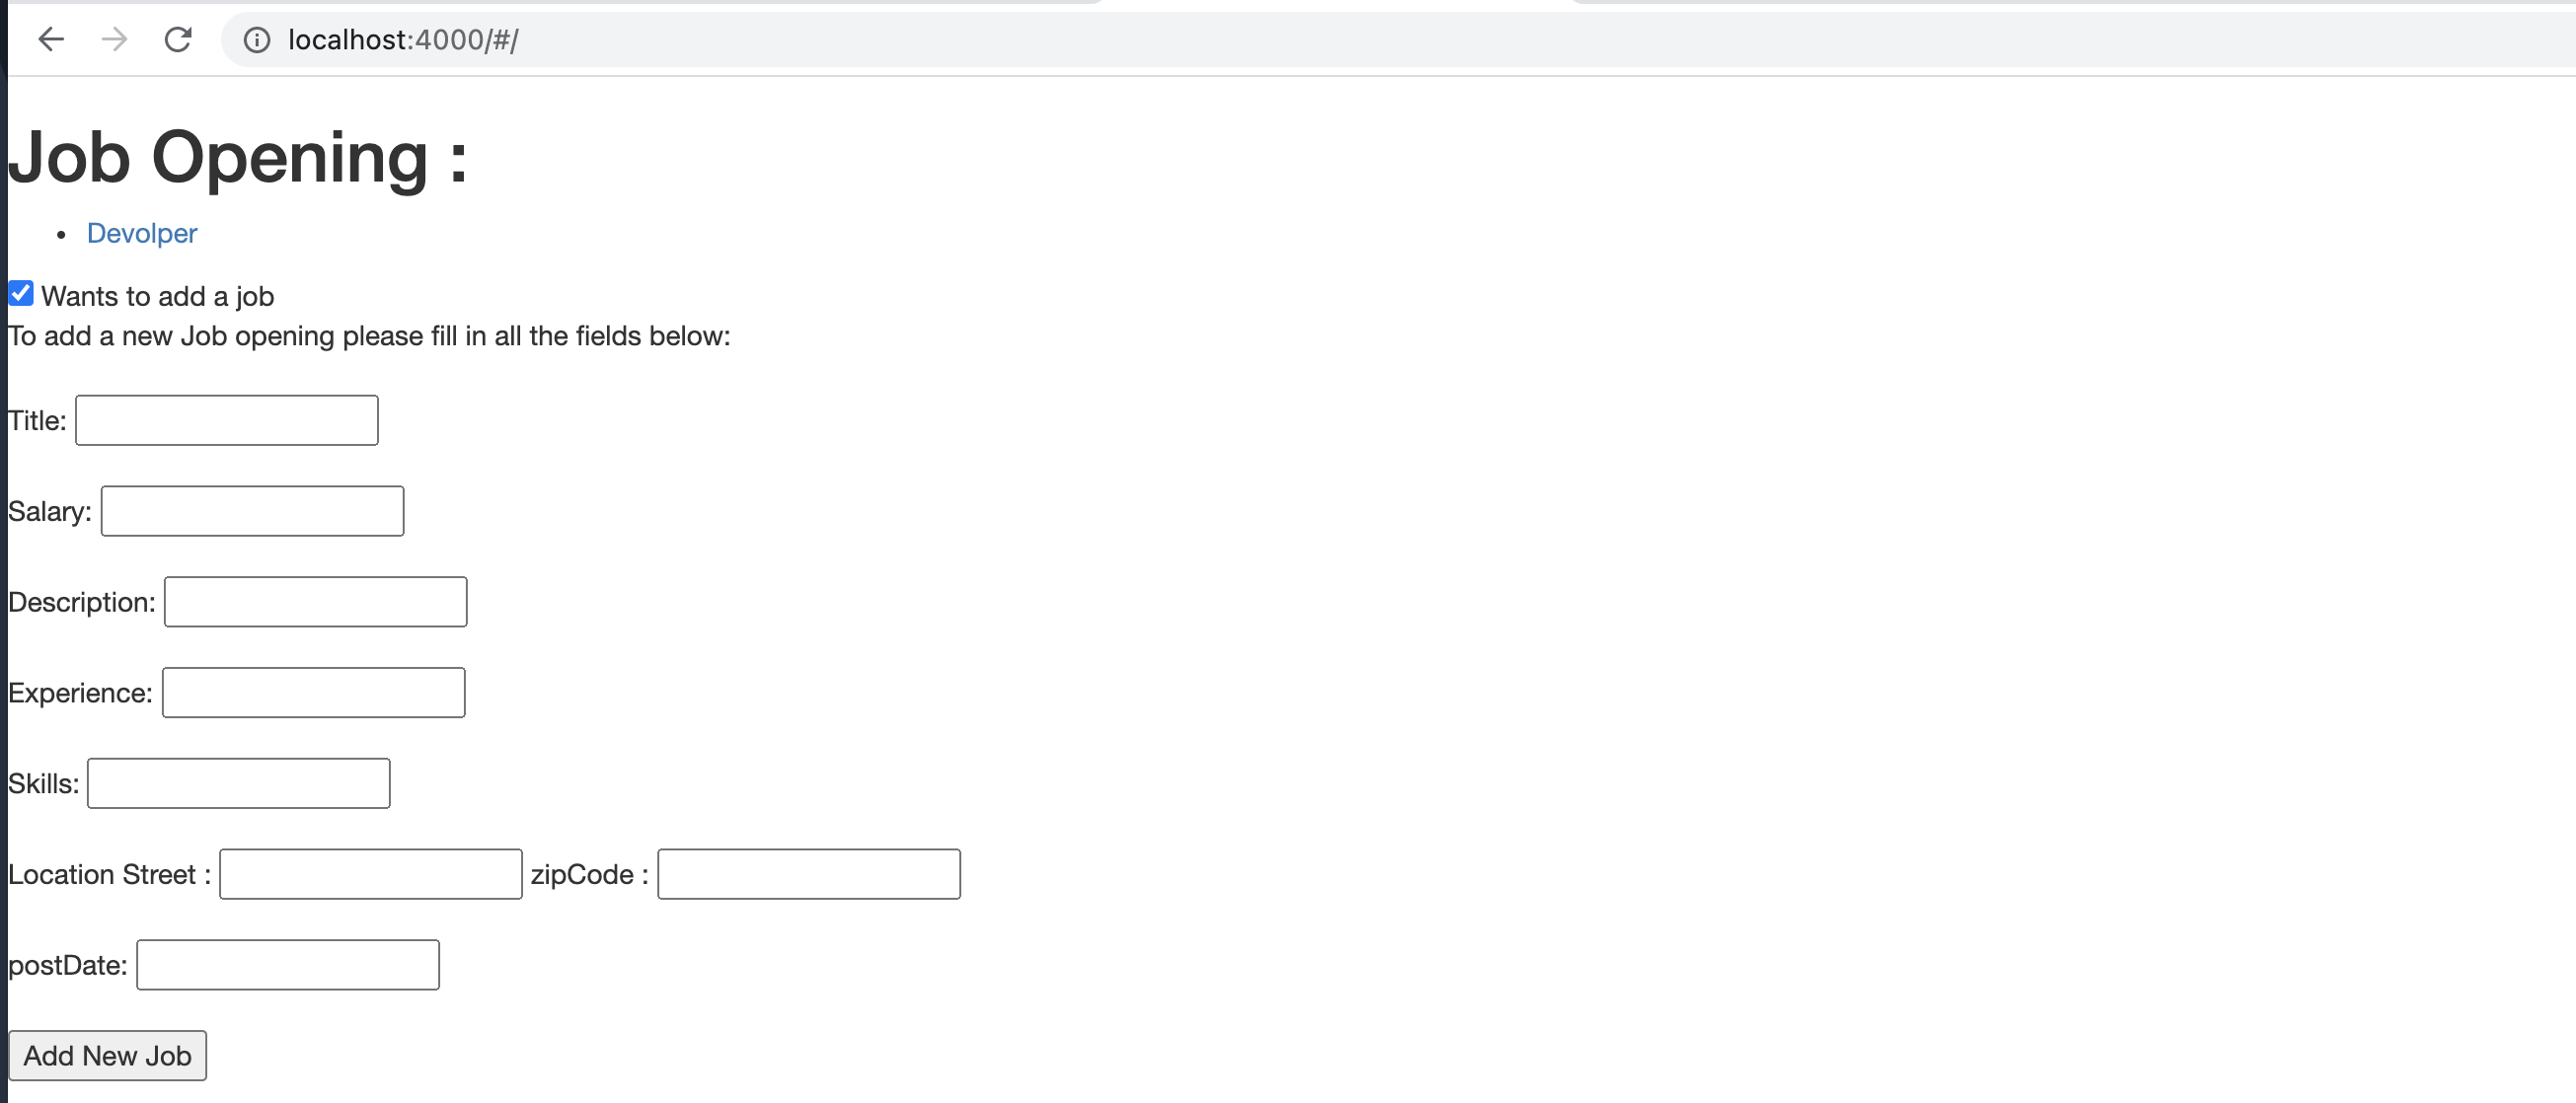 localhost:4000/#/
Job Opening :
• Devolper
Wants to add a job
To add a new Job opening please fill in all the fields below:
Title:
Salary:
Description:
Experience:
Skills:
Location Street : zipCode :
postDate:
Add New Job